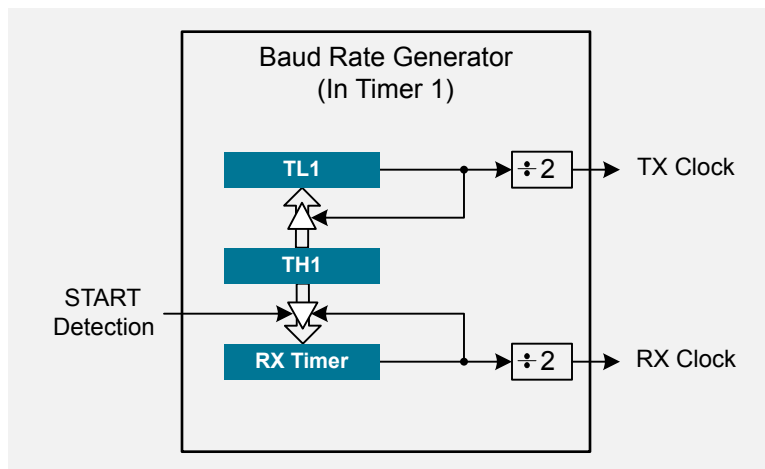 Baud Rate Generator
(In Timer 1)
TL1
÷2
TX Clock
TH1
START
Detection
RX Timer
÷2
RX Clock